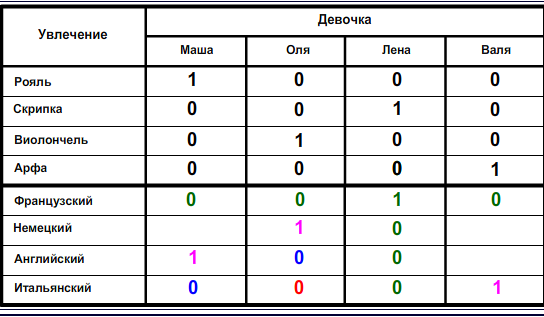 Увлечение Девочка
Маша Оля Лена Валя
Рояль 1 0 0 0
Скрипка 0 0 1 0
Виолончель 0 1 0 0
Арфа 0 0 0 1
Французский 0 0 1 0
Немецкий 1 0
Английский 1 0 0
Итальянский 0 0 0 1